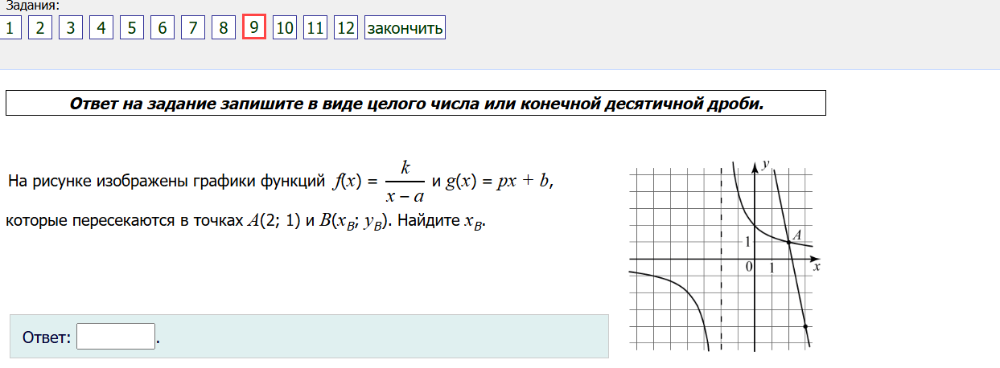 Задания:
1 2 3 4 5 6 7 8 9 10 11 12 закончить
Ответ на задание запишите в виде целого числа или конечной десятичной дроби.
На рисунке изображены графики функций f(x) = k/(x − a) и g(x) = px + b,
которые пересекаются в точках A(2; 1) и B(x_B; y_B). Найдите x_B.
y
A
1
0 1 x
Ответ: .